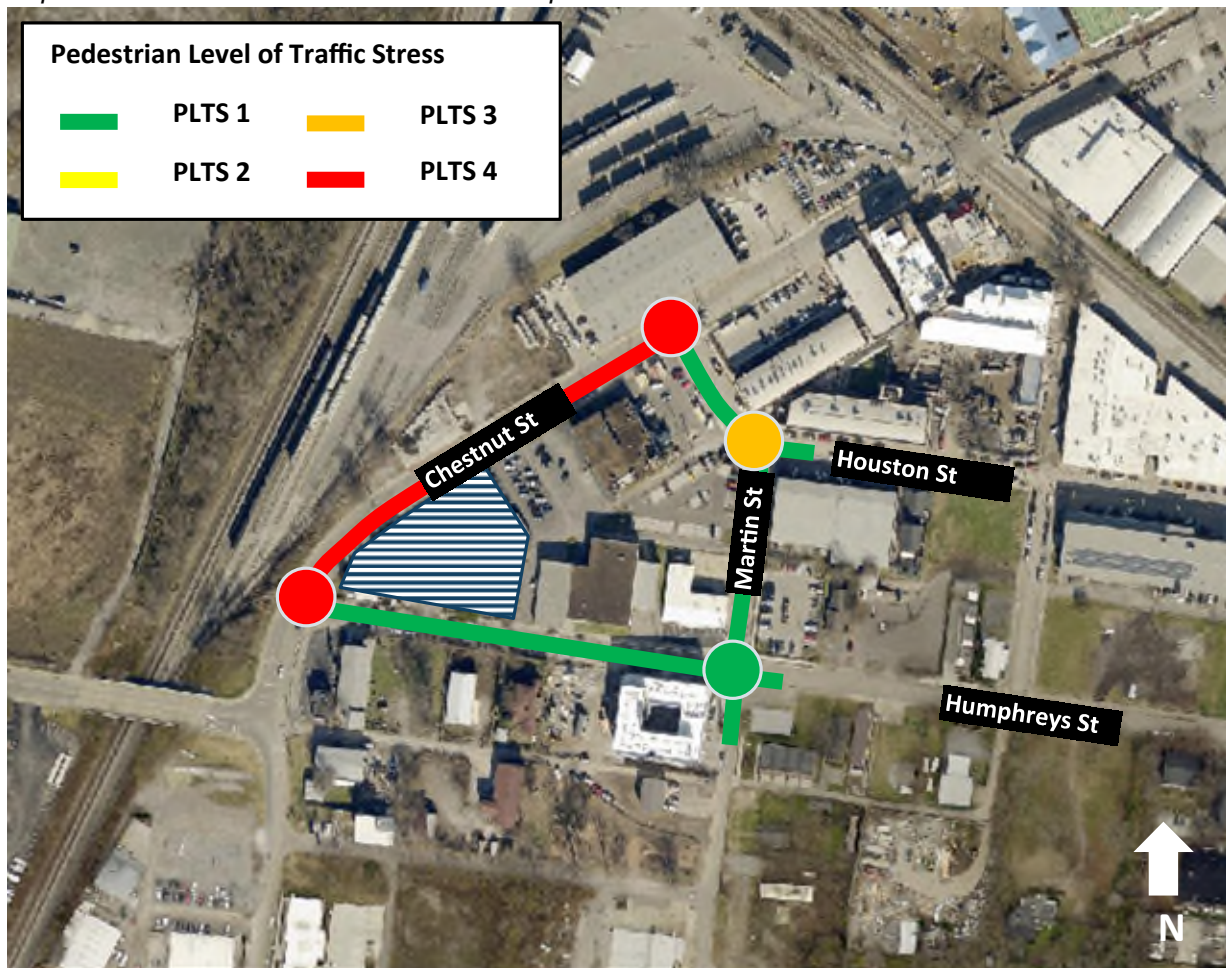 Pedestrian Level of Traffic Stress
PLTS 1
PLTS 3
PLTS 2
PLTS 4
Chestnut St
Houston St
Martin St
Humphreys St
N